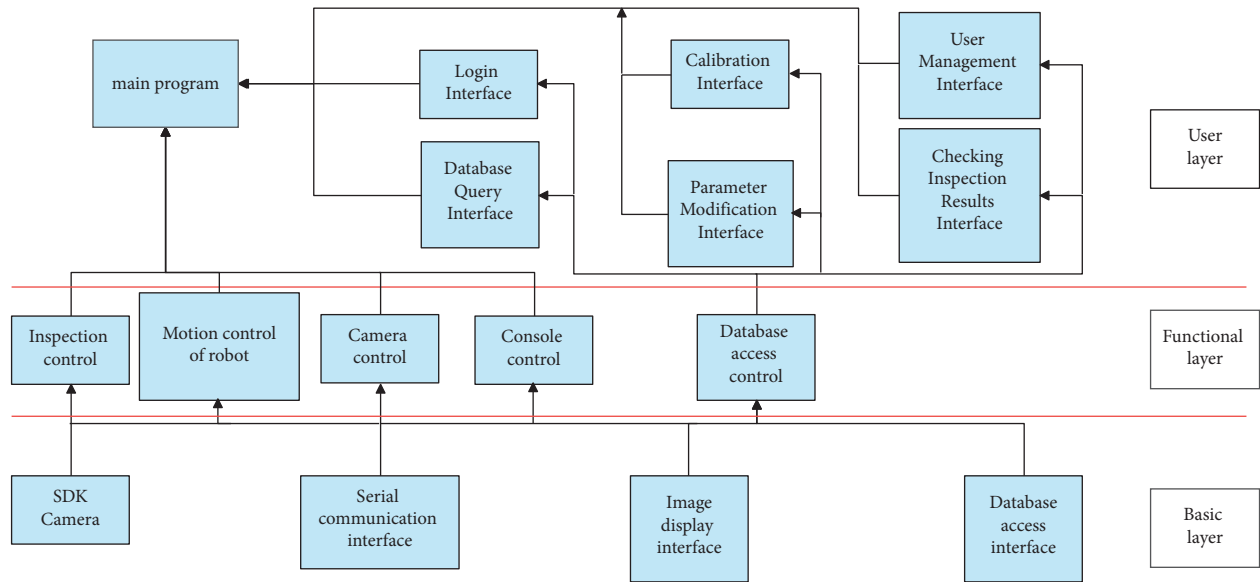 main program
Login
Interface
Calibration
Interface
User
Management
Interface
Database
Query
Interface
Parameter
Modification
Interface
Checking
Inspection
Results
Interface
User
layer
Inspection
control
Motion control
of robot
Camera
control
Console
control
Database
access
control
Functional
layer
SDK
Camera
Serial
communication
interface
Image
display
interface
Database
access
interface
Basic
layer